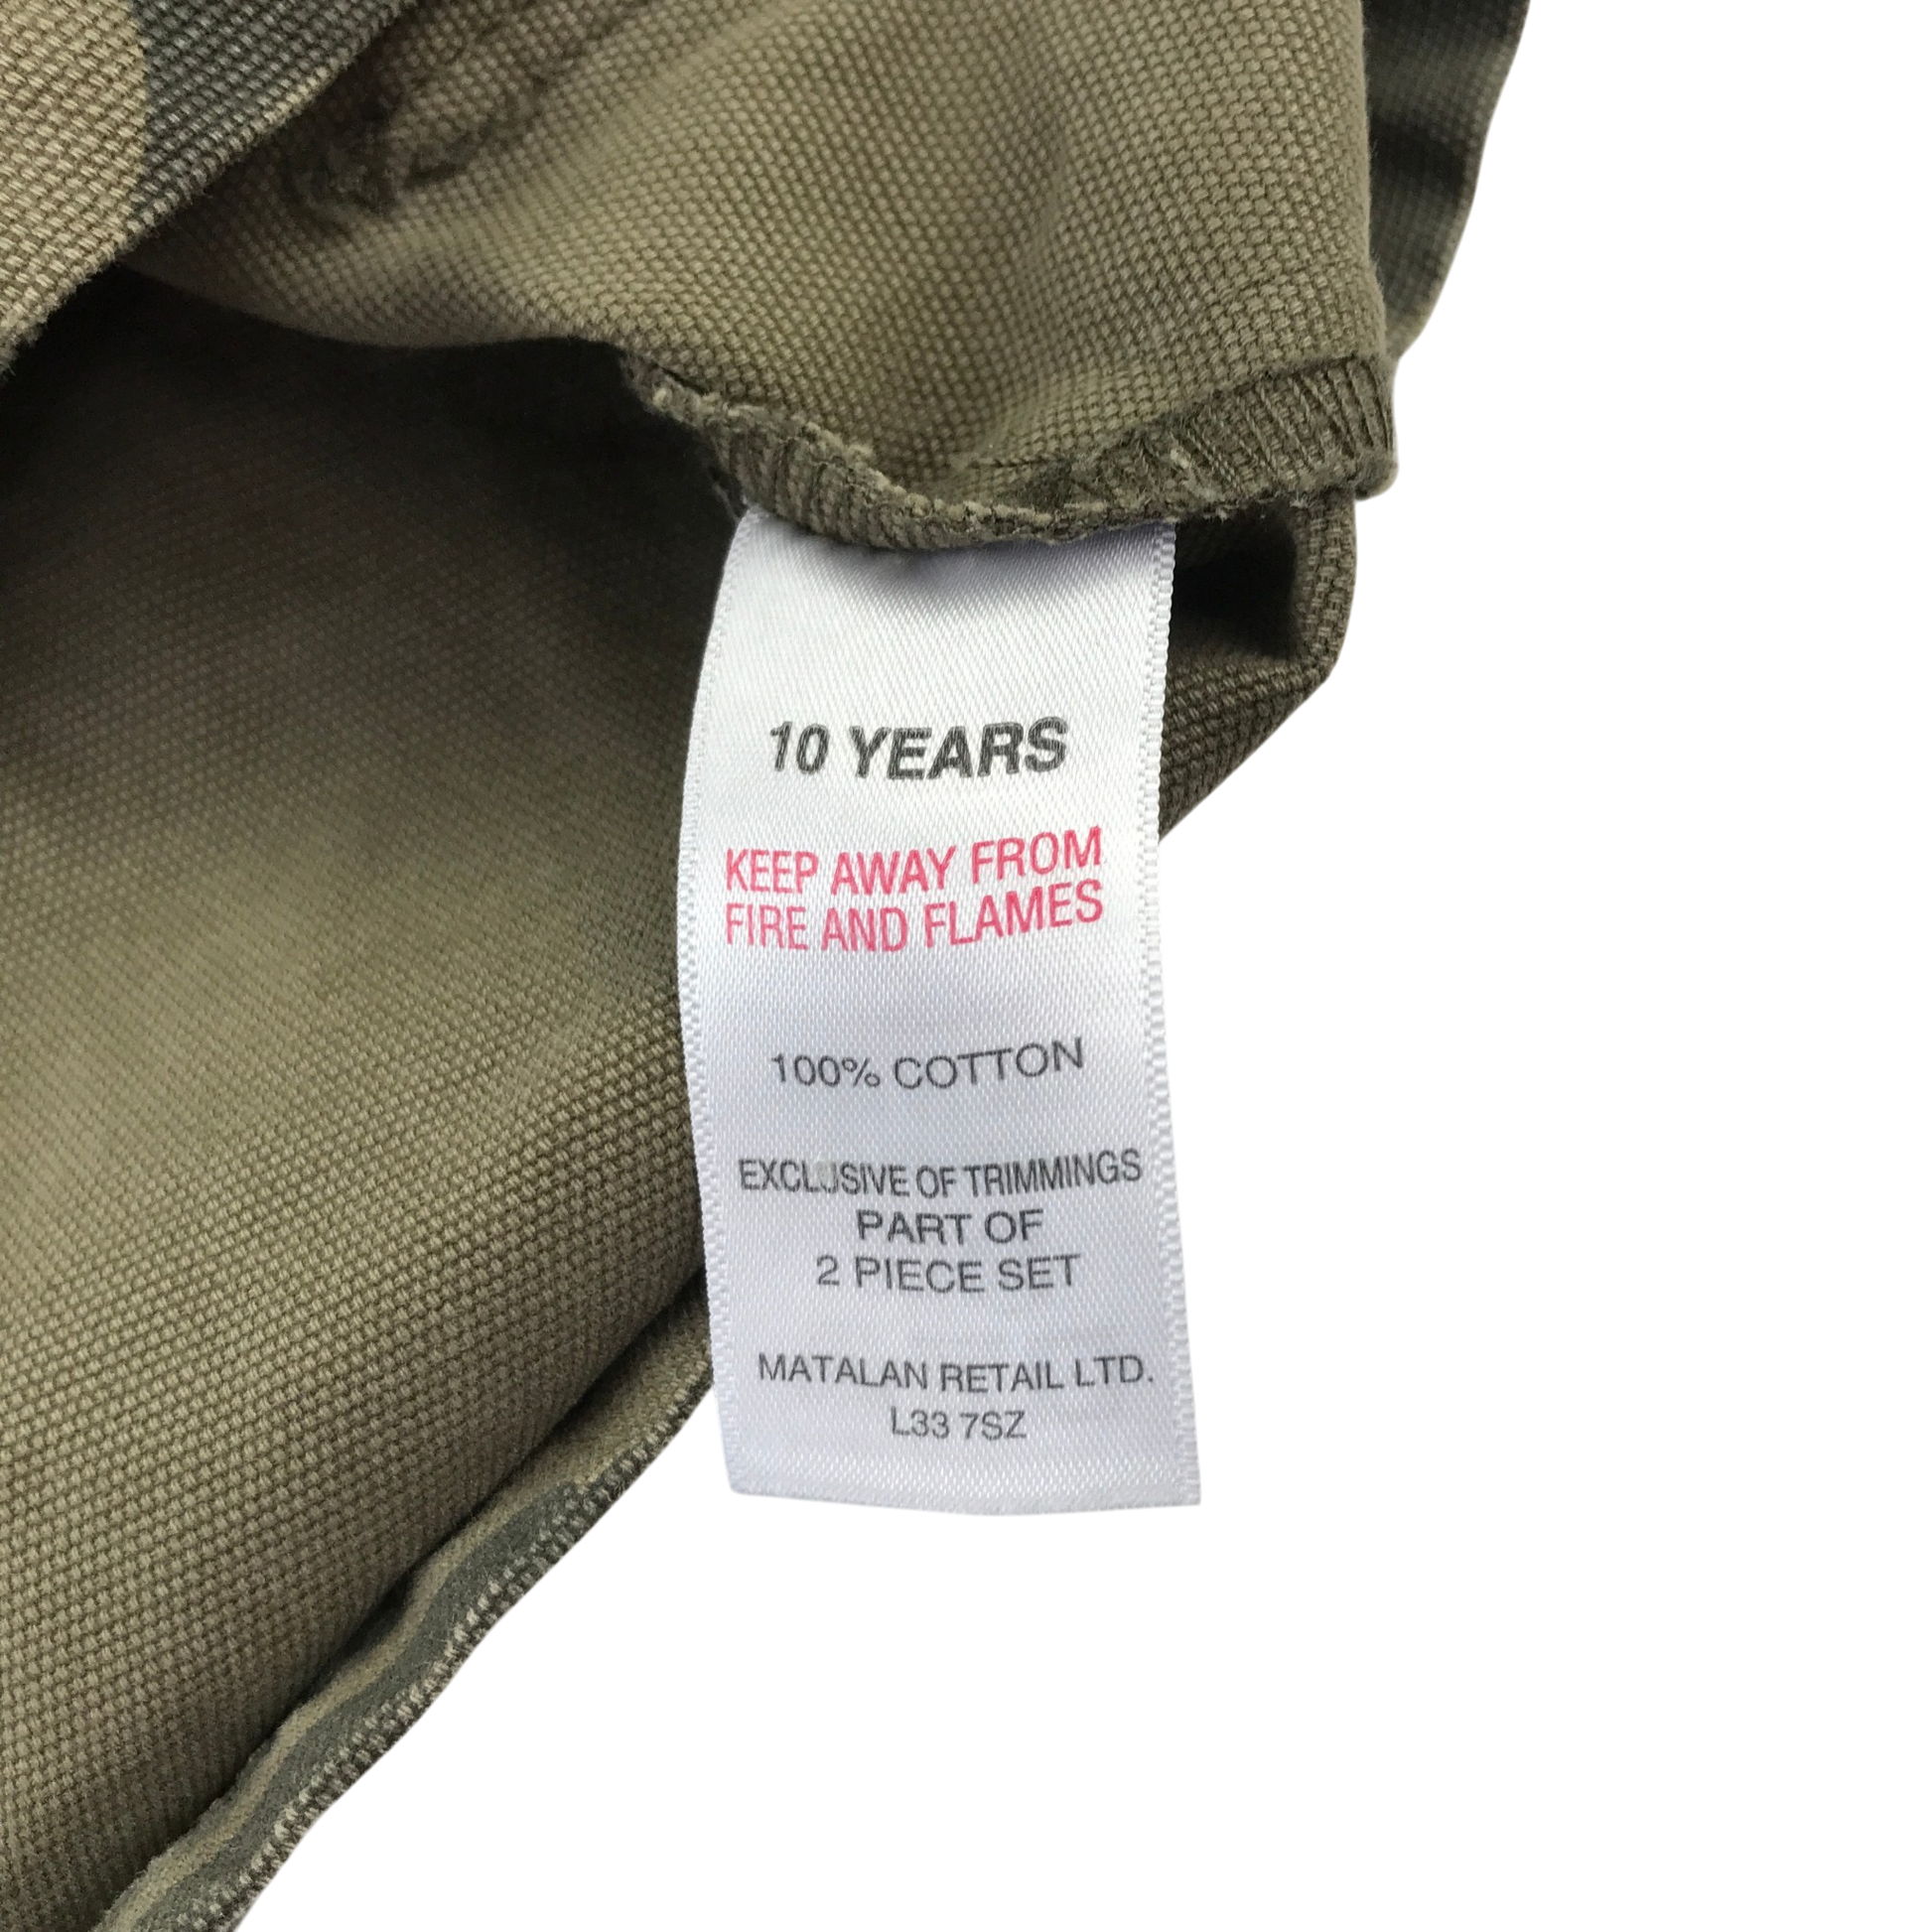 10 YEARS
KEEP AWAY FROM
FIRE AND FLAMES
100% COTTON
EXCLUSIVE OF TRIMMINGS
PART OF
2 PIECE SET
MATALAN RETAIL LTD.
L33 7SZ